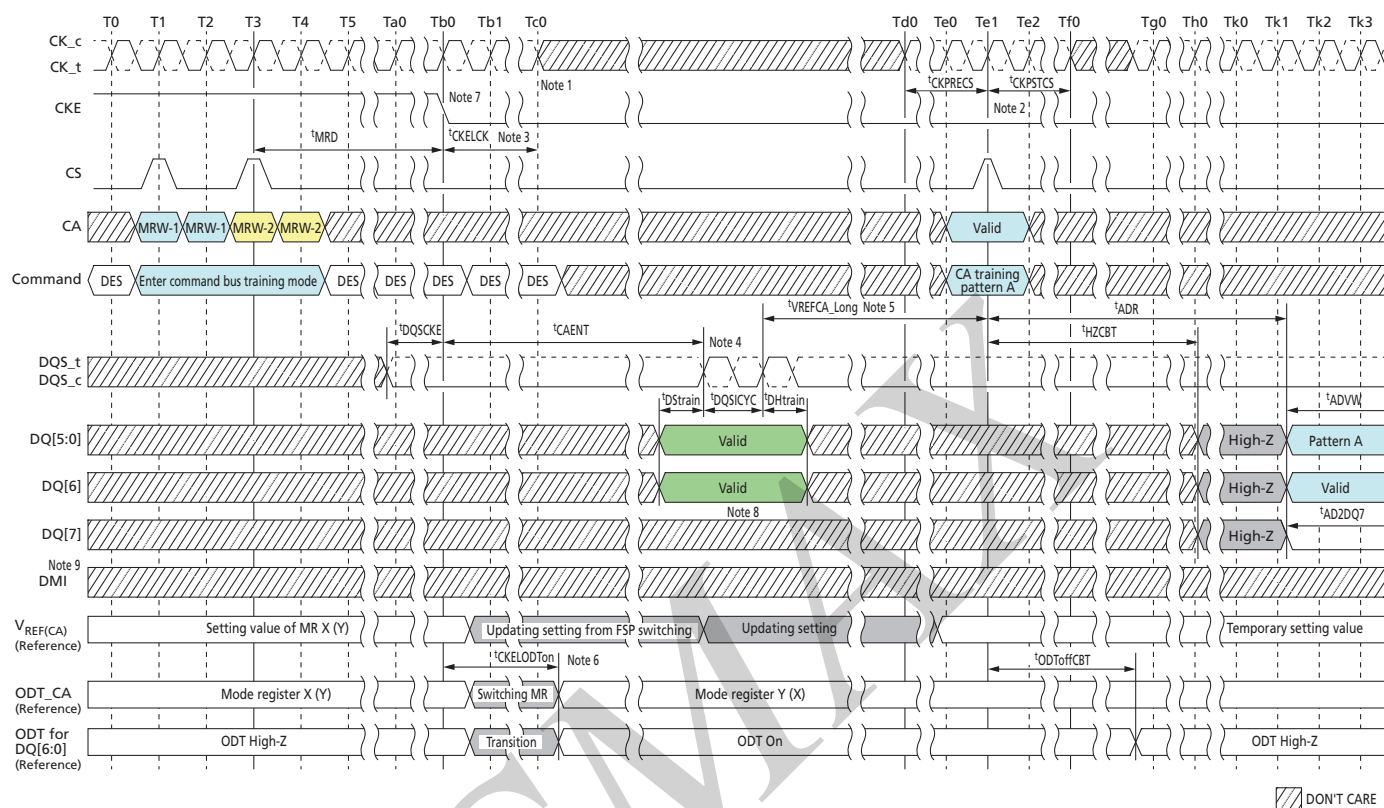 T0 T1 T2 T3 T4 T5 Ta0 Tb0 Tb1 Tc0 Td0 Te0 Te1 Te2 Tf0 Tg0 Th0 Tk0 Tk1 Tk2 Tk3
CK_c
CK_t
tCKPRECS tCKPSTCS
Note 1
CKE
Note 7
Note 2
tMRD tCKELCK Note 3
CS
CA
MRW-1 MRW-1 MRW-2 MRW-2 Valid
Command
DES Enter command bus training mode DES DES DES DES DES CA training
pattern A
tVREFCA_Long Note 5 tADR
tDQSCKE tCAENT Note 4 tHZCBT
DQS_t
DQS_c
tDStrain tDQSICYC tDHtrain tADVW
DQ[5:0] Valid High-Z Pattern A
DQ[6] Valid High-Z Valid
Note 8 tAD2DQ7
DQ[7] High-Z
Note 9
DMI
VREF(CA)
(Reference)
Setting value of MR X (Y) Updating setting from FSP switching Updating setting Temporary setting value
tCKELODTon Note 6 tODToffCBT
ODT_CA
(Reference)
Mode register X (Y) Switching MR Mode register Y (X)
ODT for
DQ[6:0]
(Reference)
ODT High-Z Transition ODT On ODT High-Z
DON'T CARE
MAX